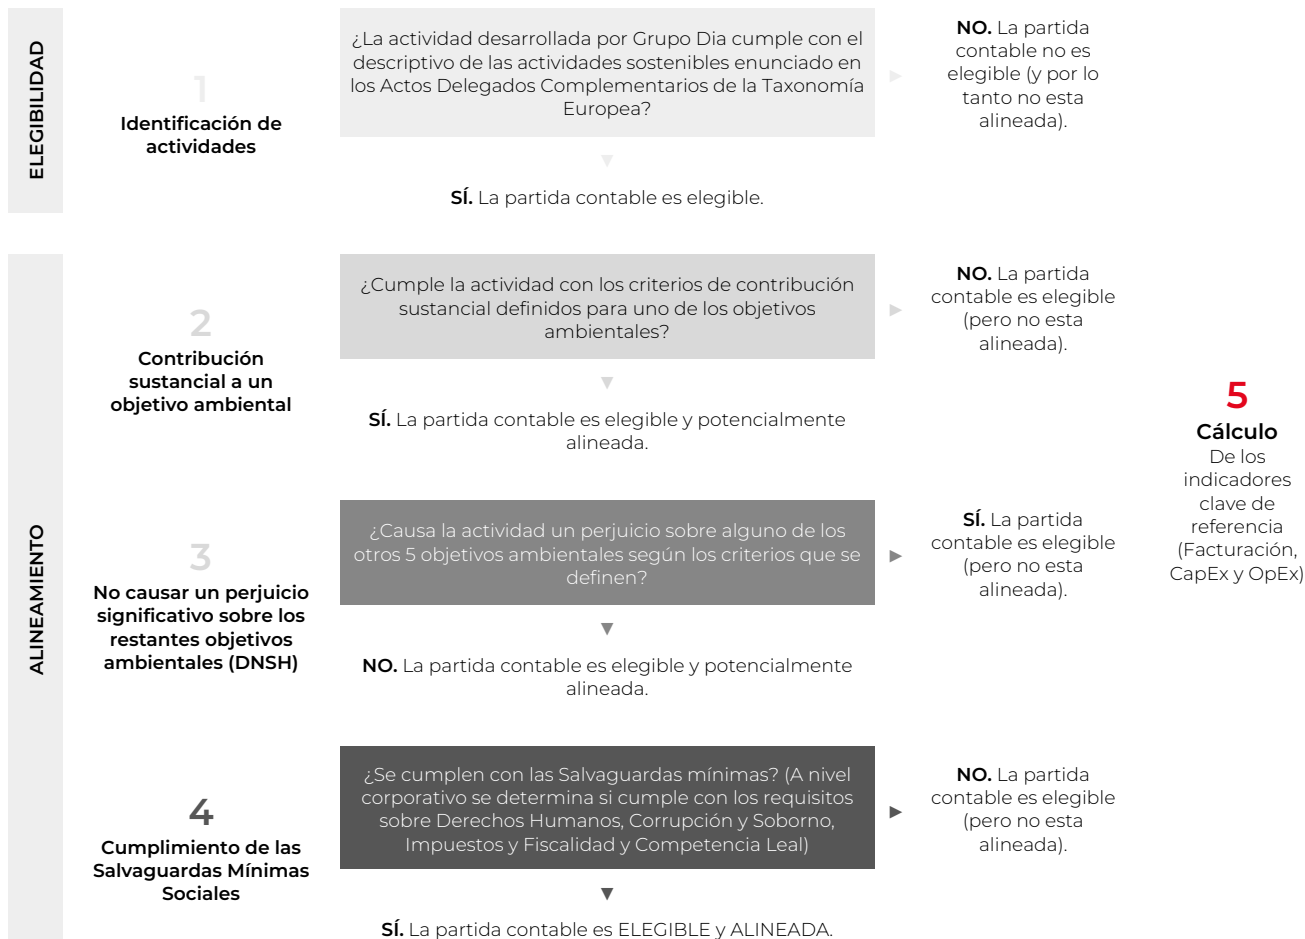 ELEGIBILIDAD
1
Identificación de
actividades
¿La actividad desarrollada por Grupo Dia cumple con el
descriptivo de las actividades sostenibles enunciado en
los Actos Delegados Complementarios de la Taxonomía
Europea?
NO. La partida
contable no es
elegible (y por lo
tanto no esta
alineada).
SÍ. La partida contable es elegible.
ALINEAMIENTO
2
Contribución
sustancial a un
objetivo ambiental
¿Cumple la actividad con los criterios de contribución
sustancial definidos para uno de los objetivos
ambientales?
NO. La partida
contable es elegible
(pero no esta
alineada).
SÍ. La partida contable es elegible y potencialmente
alineada.
3
No causar un perjuicio
significativo sobre los
restantes objetivos
ambientales (DNSH)
¿Causa la actividad un perjuicio sobre alguno de los
otros 5 objetivos ambientales según los criterios que se
definen?
SÍ. La partida
contable es elegible
(pero no esta
alineada).
NO. La partida contable es elegible y potencialmente
alineada.
4
Cumplimiento de las
Salvaguardas Mínimas
Sociales
¿Se cumplen con las Salvaguardas mínimas? (A nivel
corporativo se determina si cumple con los requisitos
sobre Derechos Humanos, Corrupción y Soborno,
Impuestos y Fiscalidad y Competencia Leal)
NO. La partida
contable es elegible
(pero no esta
alineada).
SÍ. La partida contable es ELEGIBLE y ALINEADA.
5
Cálculo
De los
indicadores
clave de
referencia
(Facturación,
CapEx y OpEx)